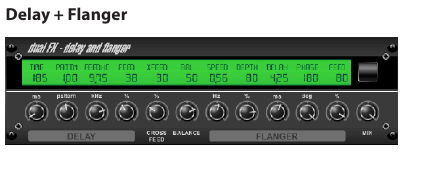 Delay + Flanger
dual FX - delay and flanger
TIME PATTN FEEDHC FEED XFEED BAL SPEED DEPTH DELAY PHASE FEED
185 1,00 9,75 38 30 50 0,56 80 4,25 180 80
ms pattern kHz % % Hz % ms deg %
DELAY CROSS FEED BALANCE FLANGER MIX